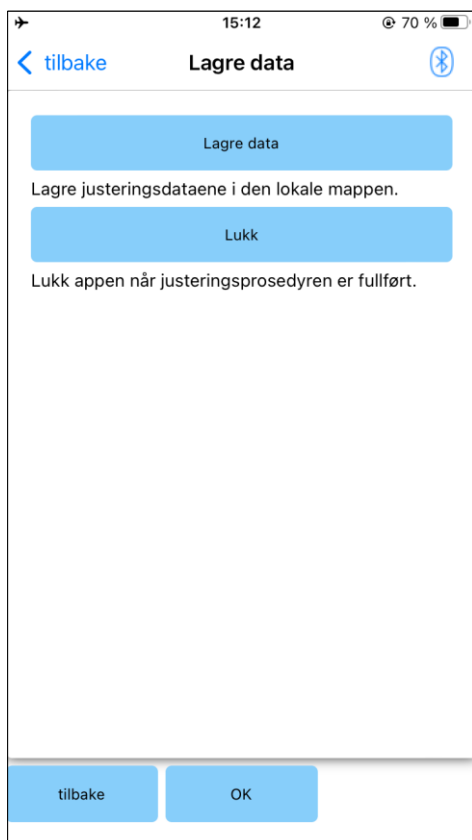 15:12
70 %
tilbake
Lagre data
Lagre data
Lagre justeringsdataene i den lokale mappen.
Lukk
Lukk appen når justeringsprosedyren er fullført.
tilbake
OK